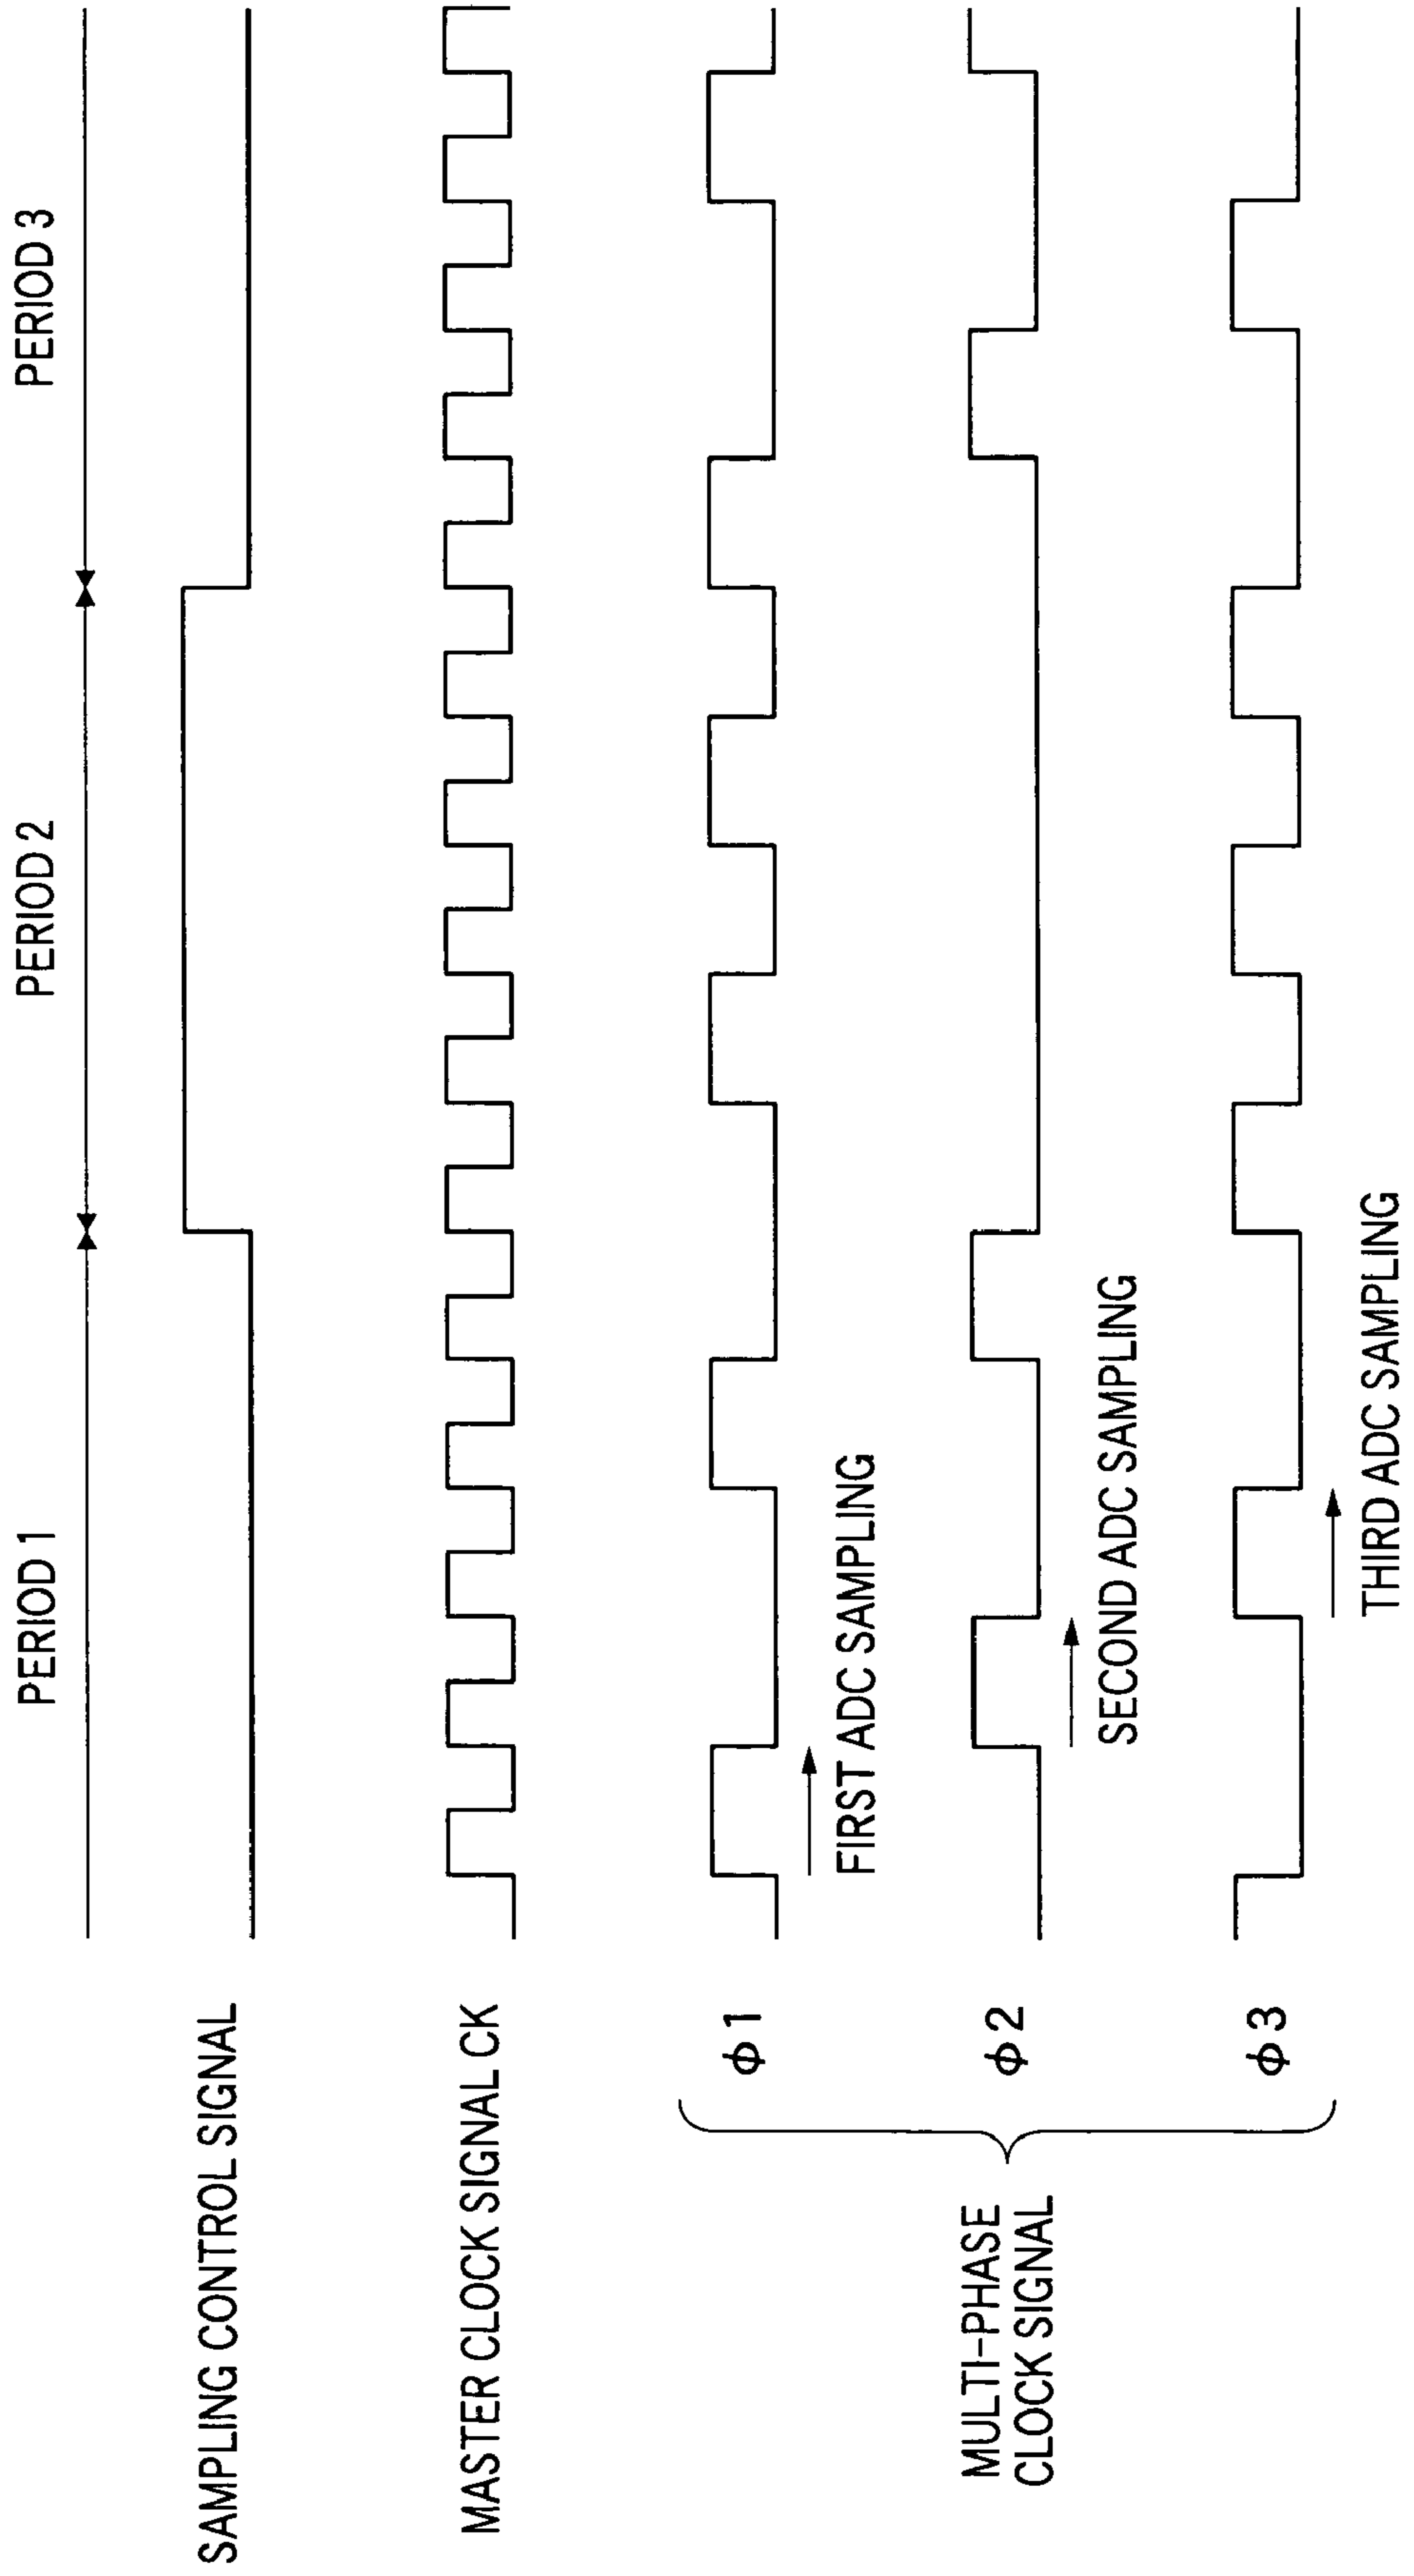 PERIOD 1
PERIOD 2
PERIOD 3
SAMPLING CONTROL SIGNAL
MASTER CLOCK SIGNAL CK
MULTI-PHASE
CLOCK SIGNAL
ϕ1
FIRST ADC SAMPLING
ϕ2
SECOND ADC SAMPLING
ϕ3
THIRD ADC SAMPLING